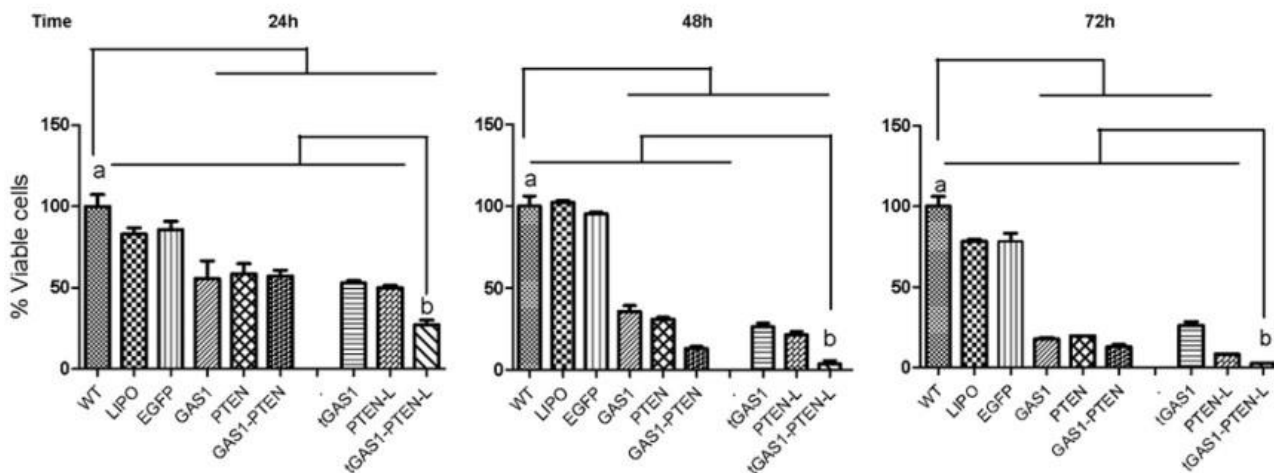 Time 24h 48h 72h
% Viable cells
150
100
50
0
a
b
WT
LIPO
EGFP
GAS1
PTEN
GAS1-PTEN
tGAS1
PTEN-L
tGAS1-PTEN-L
150
100
50
0
a
b
WT
LIPO
EGFP
GAS1
PTEN
GAS1-PTEN
tGAS1
PTEN-L
tGAS1-PTEN-L
150
100
50
0
a
b
WT
LIPO
EGFP
GAS1
PTEN
GAS1-PTEN
tGAS1
PTEN-L
tGAS1-PTEN-L